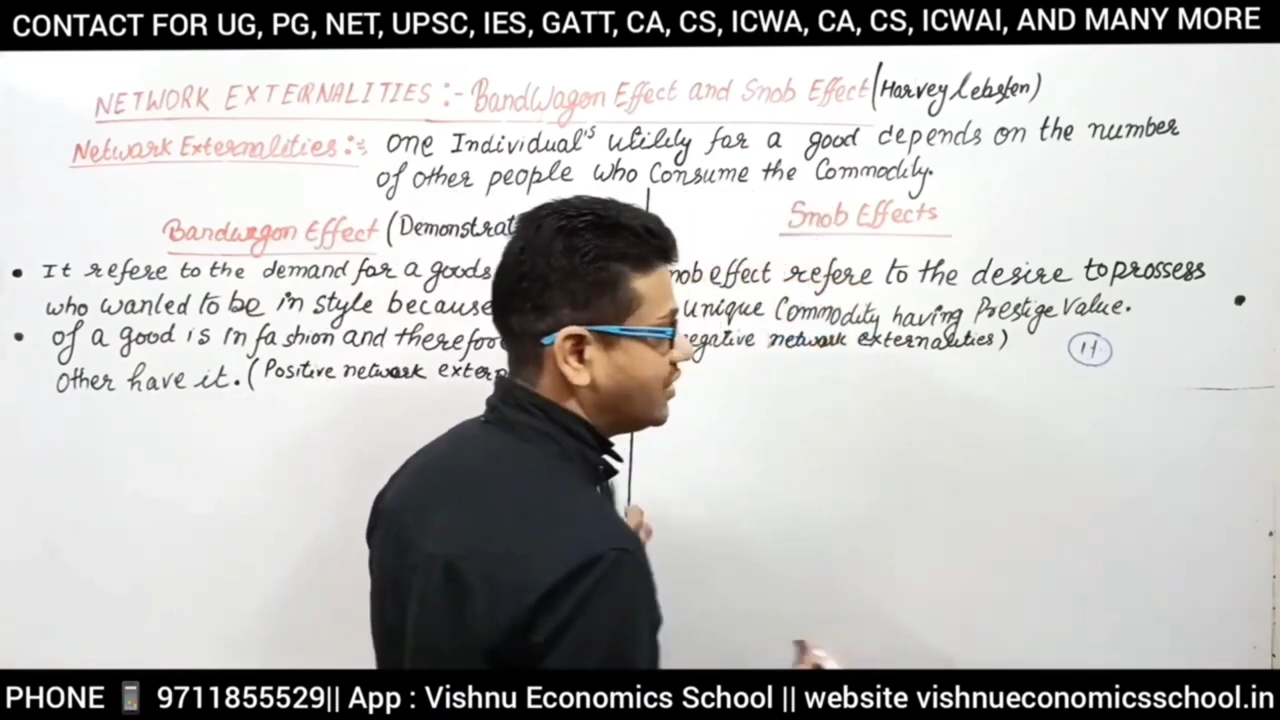 CONTACT FOR UG, PG, NET, UPSC, IES, GATT, CA, CS, ICWA, CA, CS, ICWAI, AND MANY MORE
NETWORK EXTERNALITIES :- BandWagon Effect and Snob Effect (Harvey Lebsten)
Network Externalities :- One Individual's utility for a good depends on the number
of other people who Consume the Commodity.
Bandwagon Effect (Demonstrat
• It refere to the demand for a goods
who wanted to be in style because
• of a good is in fashion and therefoo
Other have it. (Positive network extern
Snob Effects
nob effect refere to the desire to prossess
unique Commodity having Prestige Value.
egative network externalities)
PHONE 9711855529|| App : Vishnu Economics School || website vishnueconomicsschool.in